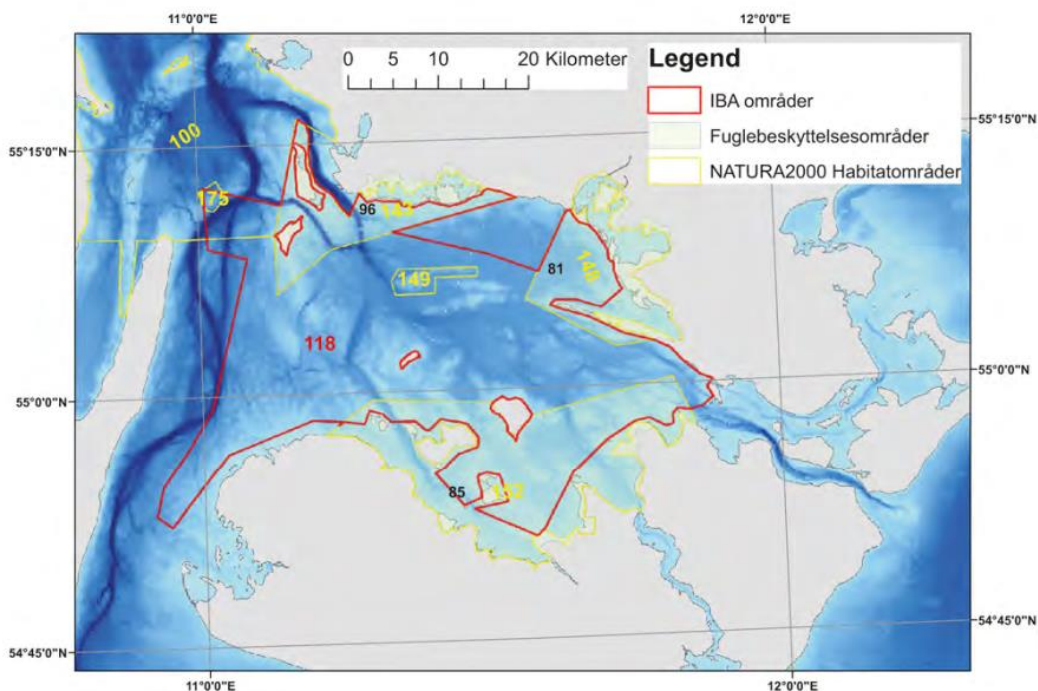 11°0'0"E
12°0'0"E
0 5 10 20 Kilometer
Legend
IBA områder
Fuglebeskyttelsesområder
NATURA2000 Habitatområder
55°15'0"N
55°15'0"N
100
175
96
143
149
81
148
118
55°0'0"N
55°0'0"N
85
152
54°45'0"N
54°45'0"N
11°0'0"E
12°0'0"E